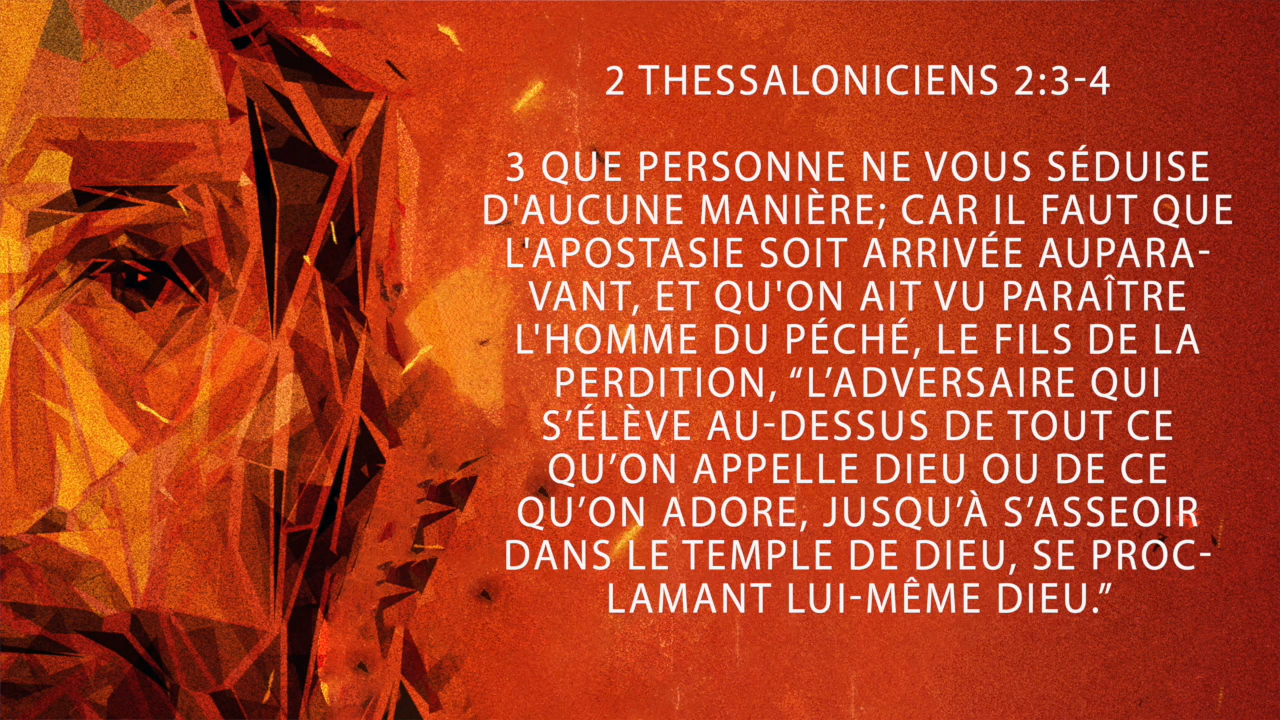 2 THESSALONICIENS 2:3-4
3 QUE PERSONNE NE VOUS SÉDUISE
D'AUCUNE MANIÈRE; CAR IL FAUT QUE
L'APOSTASIE SOIT ARRIVÉE AUPARA-
VANT, ET QU'ON AIT VU PARAÎTRE
L'HOMME DU PÉCHÉ, LE FILS DE LA
PERDITION, “L’ADVERSAIRE QUI
S’ÉLÈVE AU-DESSUS DE TOUT CE
QU’ON APPELLE DIEU OU DE CE
QU’ON ADORE, JUSQU’À S’ASSEOIR
DANS LE TEMPLE DE DIEU, SE PROC-
LAMANT LUI-MÊME DIEU.”